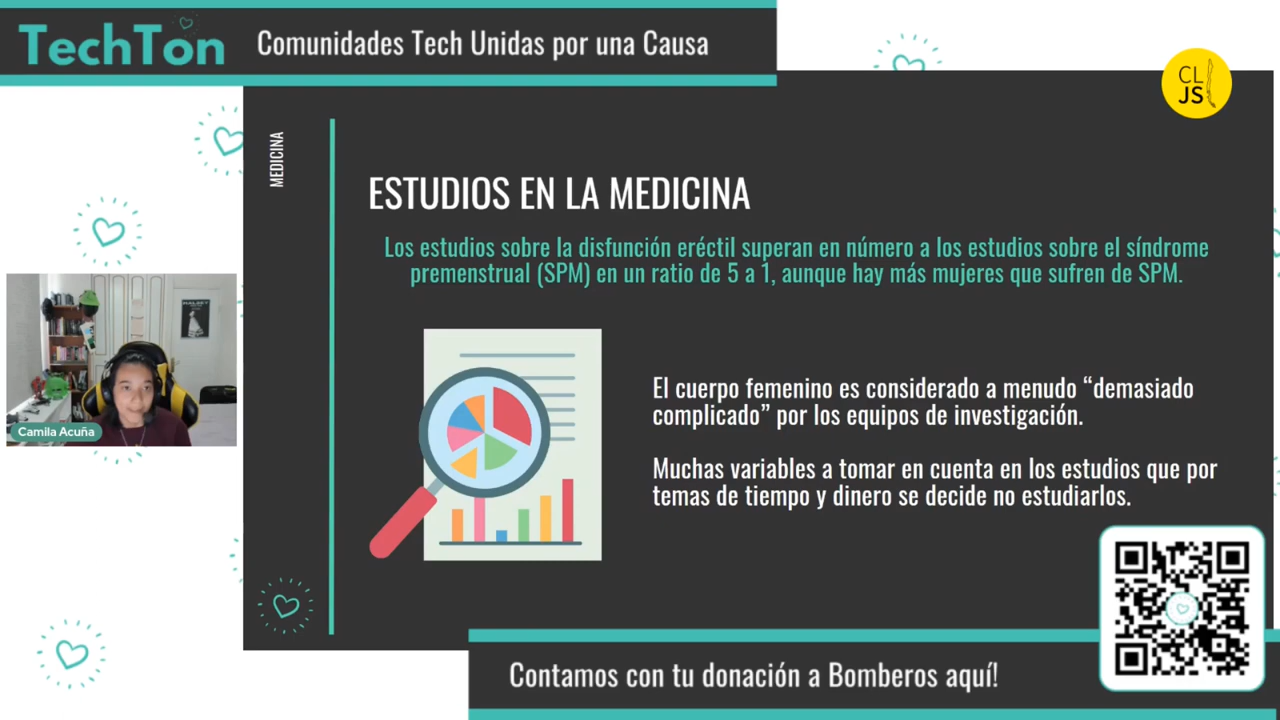 TechTon
Comunidades Tech Unidas por una Causa
CL
JS
MEDICINA
ESTUDIOS EN LA MEDICINA
Los estudios sobre la disfunción eréctil superan en número a los estudios sobre el síndrome
premenstrual (SPM) en un ratio de 5 a 1, aunque hay más mujeres que sufren de SPM.
El cuerpo femenino es considerado a menudo “demasiado
complicado” por los equipos de investigación.
Muchas variables a tomar en cuenta en los estudios que por
temas de tiempo y dinero se decide no estudiarlos.
Camila Acuña
Contamos con tu donación a Bomberos aquí!